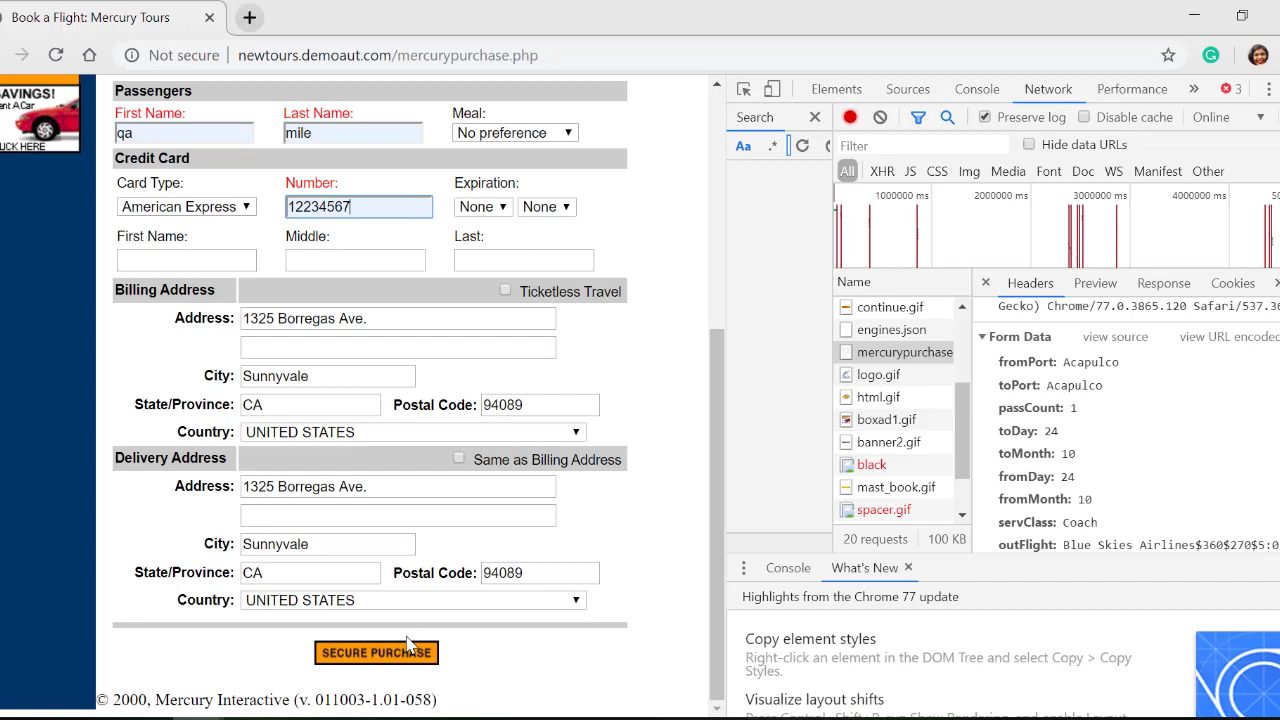 Book a Flight: Mercury Tours
Not secure
newtours.demoaut.com/mercurypurchase.php
SAVINGS!
CLICK HERE
Passengers
First Name: Last Name: Meal:
qa mile No preference
Credit Card
Card Type: Number: Expiration:
American Express 12234567 None None
First Name: Middle: Last:
Billing Address Ticketless Travel
Address: 1325 Borregas Ave.
City: Sunnyvale
State/Province: CA Postal Code: 94089
Country: UNITED STATES
Delivery Address Same as Billing Address
Address: 1325 Borregas Ave.
City: Sunnyvale
State/Province: CA Postal Code: 94089
Country: UNITED STATES
SECURE PURCHASE
© 2000, Mercury Interactive (v. 011003-1.01-058)
Elements Sources Console Network Performance » 3
Search
Preserve log Disable cache Online
Aa .*
Filter Hide data URLs
All XHR JS CSS Img Media Font Doc WS Manifest Other
1000000 ms 2000000 ms 3000000 ms 4000000
Name
continue.gif
engines.json
mercurypurchase
logo.gif
html.gif
boxad1.gif
banner2.gif
black
mast_book.gif
spacer.gif
20 requests 100 KB
Headers Preview Response Cookies
Gecko) Chrome/77.0.3865.120 Safari/537.36
Form Data view source view URL encoded
fromPort: Acapulco
toPort: Acapulco
passCount: 1
toDay: 24
toMonth: 10
fromDay: 24
fromMonth: 10
servClass: Coach
outFlight: Blue Skies Airlines$360$270$5:0
Console What's New
Highlights from the Chrome 77 update
Copy element styles
Right-click an element in the DOM Tree and select Copy > Copy
Styles.
Visualize layout shifts